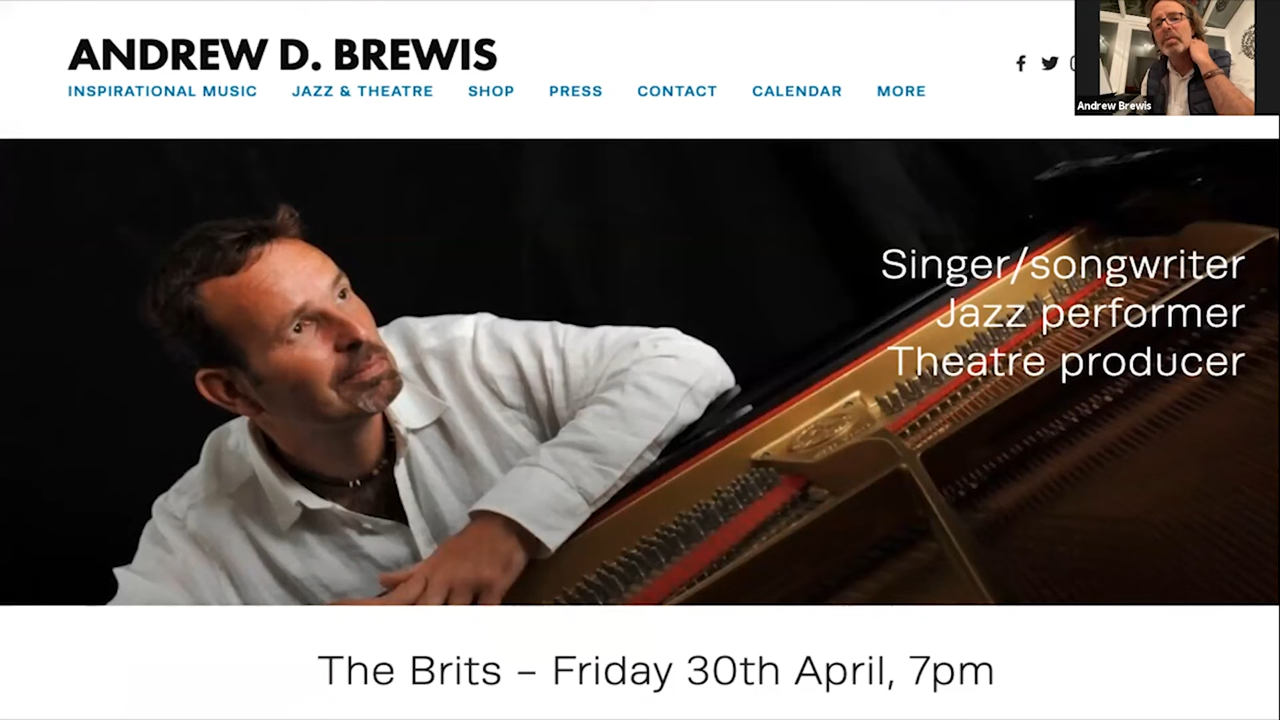 ANDREW D. BREWIS
INSPIRATIONAL MUSIC JAZZ & THEATRE SHOP PRESS CONTACT CALENDAR MORE
Andrew Brewis
Singer/songwriter
Jazz performer
Theatre producer
The Brits – Friday 30th April, 7pm